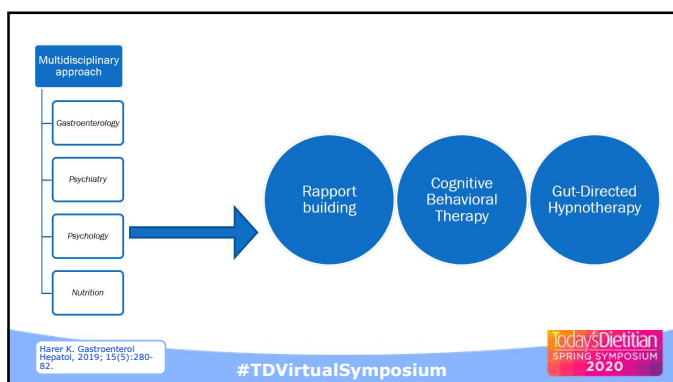 Multidisciplinary
approach
Gastroenterology
Psychiatry
Psychology
Nutrition
Rapport
building
Cognitive
Behavioral
Therapy
Gut-Directed
Hypnotherapy
Harer K. Gastroenterol
Hepatol, 2019; 15(5):280-
82.
#TDVirtualSymposium
Today'sDietitian
SPRING SYMPOSIUM
2020